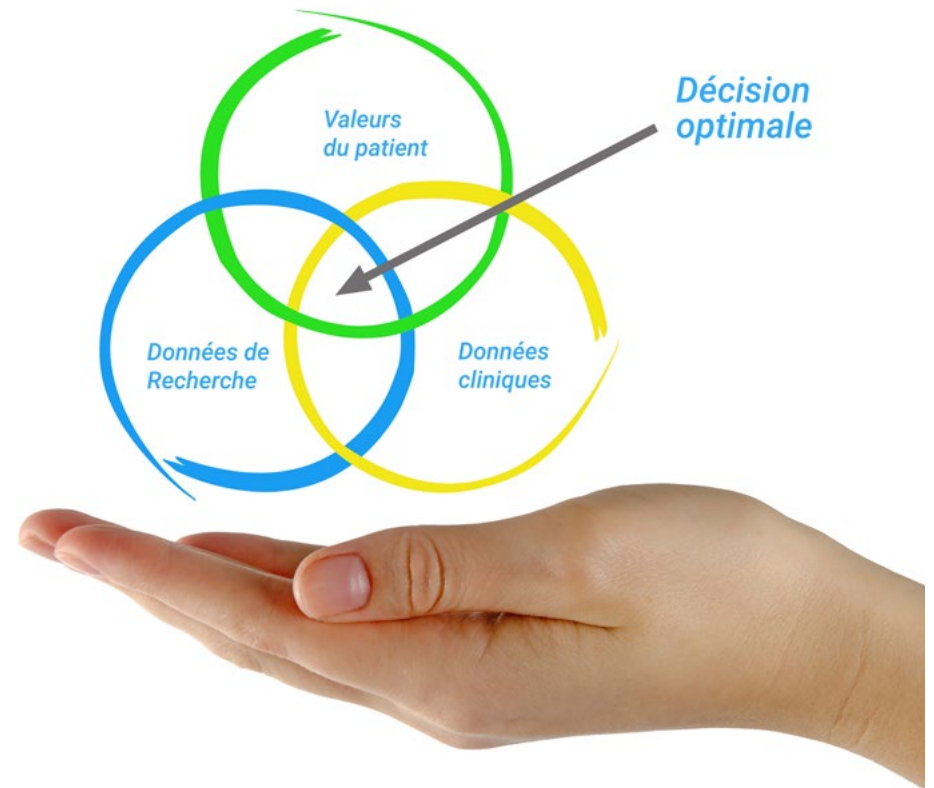 Valeurs
du patient
Décision
optimale
Données de
Recherche
Données
cliniques